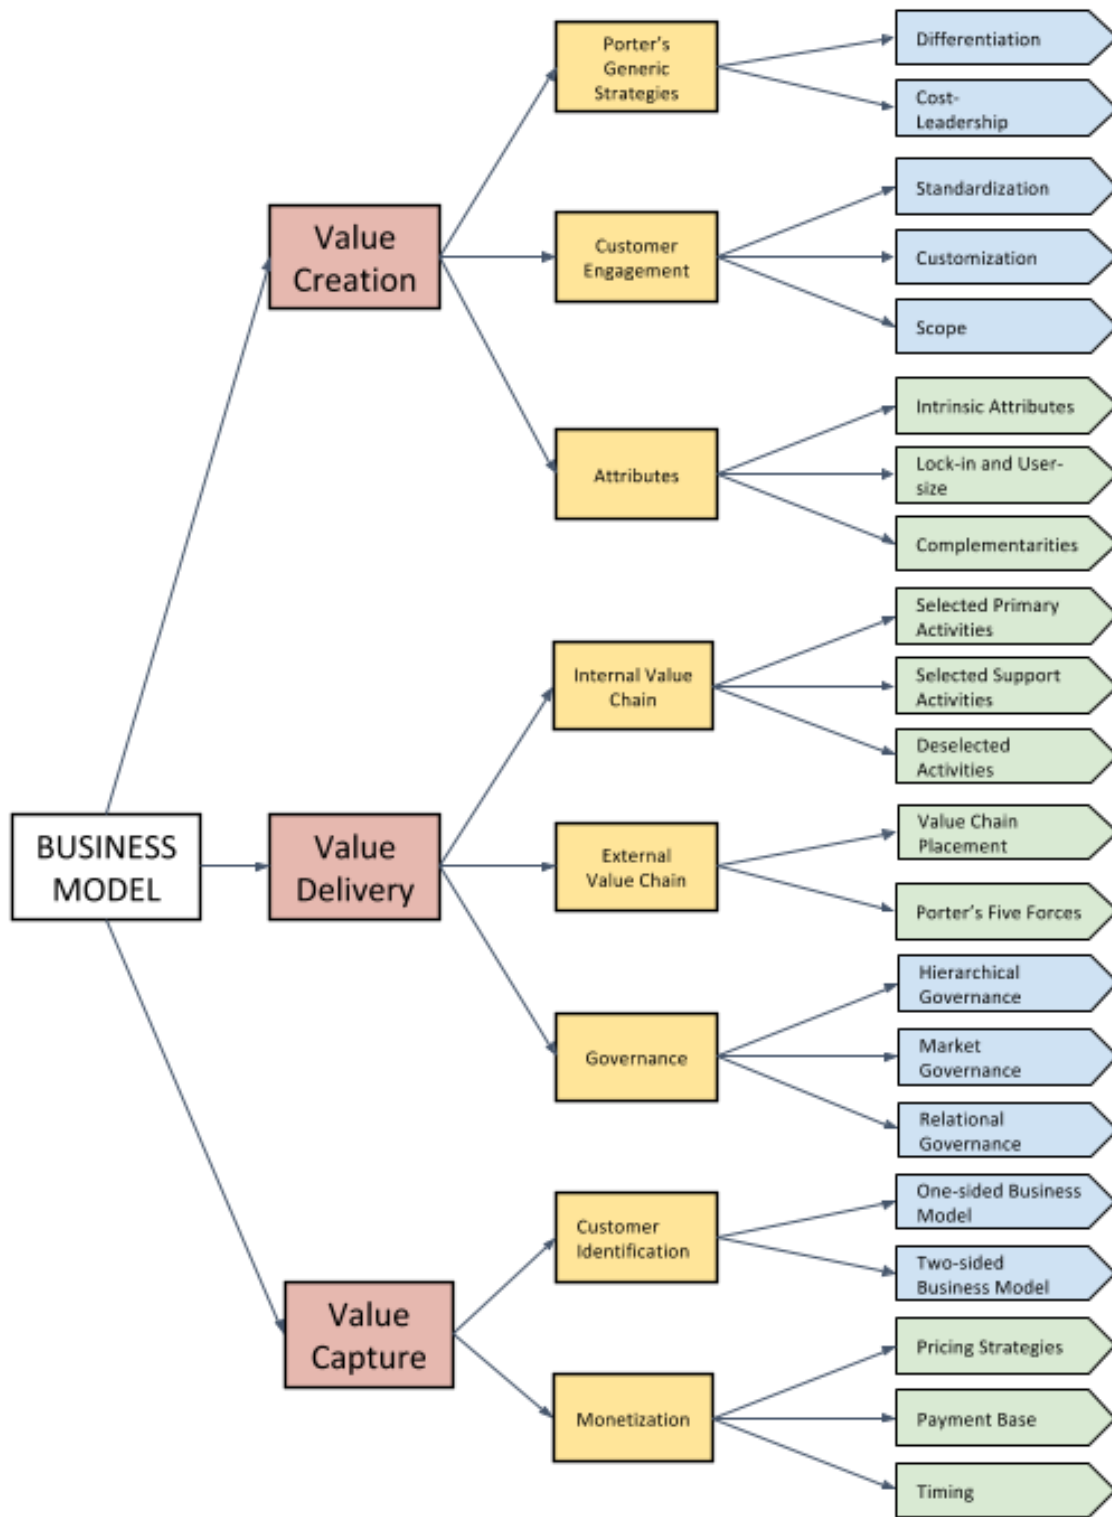 Porter's
Generic
Strategies
Differentiation
Cost-
Leadership
Value
Creation
Customer
Engagement
Standardization
Customization
Scope
Attributes
Intrinsic Attributes
Lock-in and User-
size
Complementarities
BUSINESS
MODEL
Value
Delivery
Internal Value
Chain
Selected Primary
Activities
Selected Support
Activities
Deselected
Activities
External
Value Chain
Value Chain
Placement
Porter's Five Forces
Governance
Hierarchical
Governance
Market
Governance
Relational
Governance
Value
Capture
Customer
Identification
One-sided Business
Model
Two-sided
Business Model
Monetization
Pricing Strategies
Payment Base
Timing